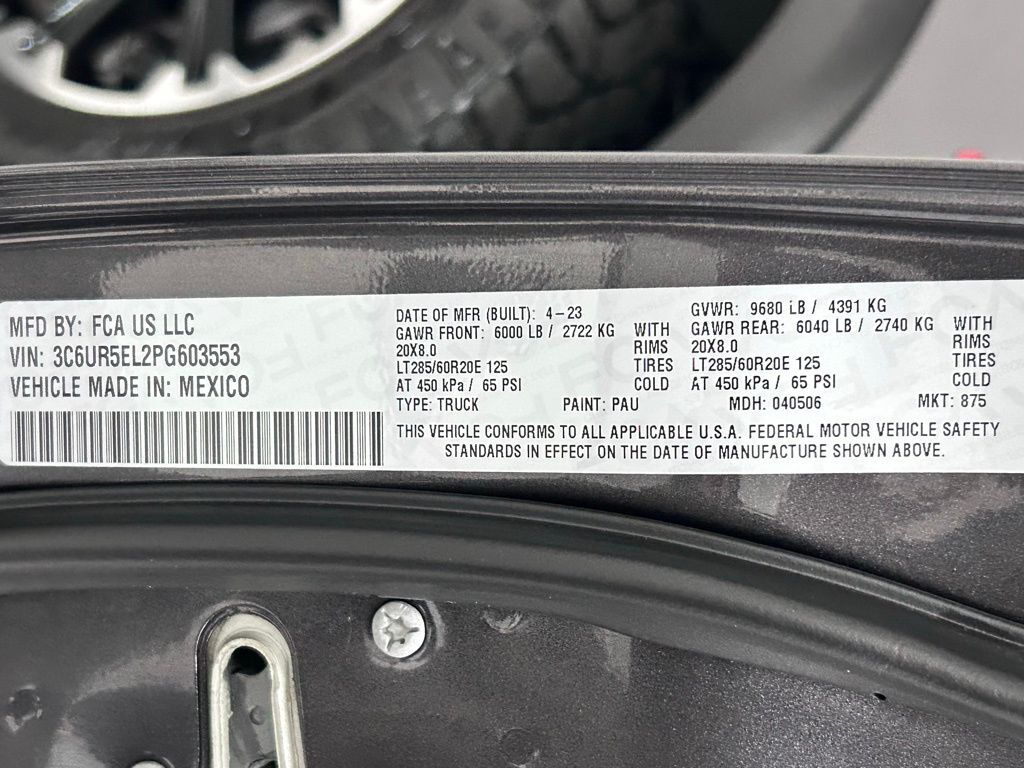 MFD BY: FCA US LLC
VIN: 3C6UR5EL2PG603553
VEHICLE MADE IN: MEXICO
DATE OF MFR (BUILT): 4-23
GAWR FRONT: 6000 LB / 2722 KG WITH
20X8.0 RIMS
LT285/60R20E 125 TIRES
AT 450 kPa / 65 PSI COLD
GVWR: 9680 LB / 4391 KG
GAWR REAR: 6040 LB / 2740 KG WITH
20X8.0 RIMS
LT285/60R20E 125 TIRES
AT 450 kPa / 65 PSI COLD
TYPE: TRUCK PAINT: PAU MDH: 040506 MKT: 875
THIS VEHICLE CONFORMS TO ALL APPLICABLE U.S.A. FEDERAL MOTOR VEHICLE SAFETY
STANDARDS IN EFFECT ON THE DATE OF MANUFACTURE SHOWN ABOVE.